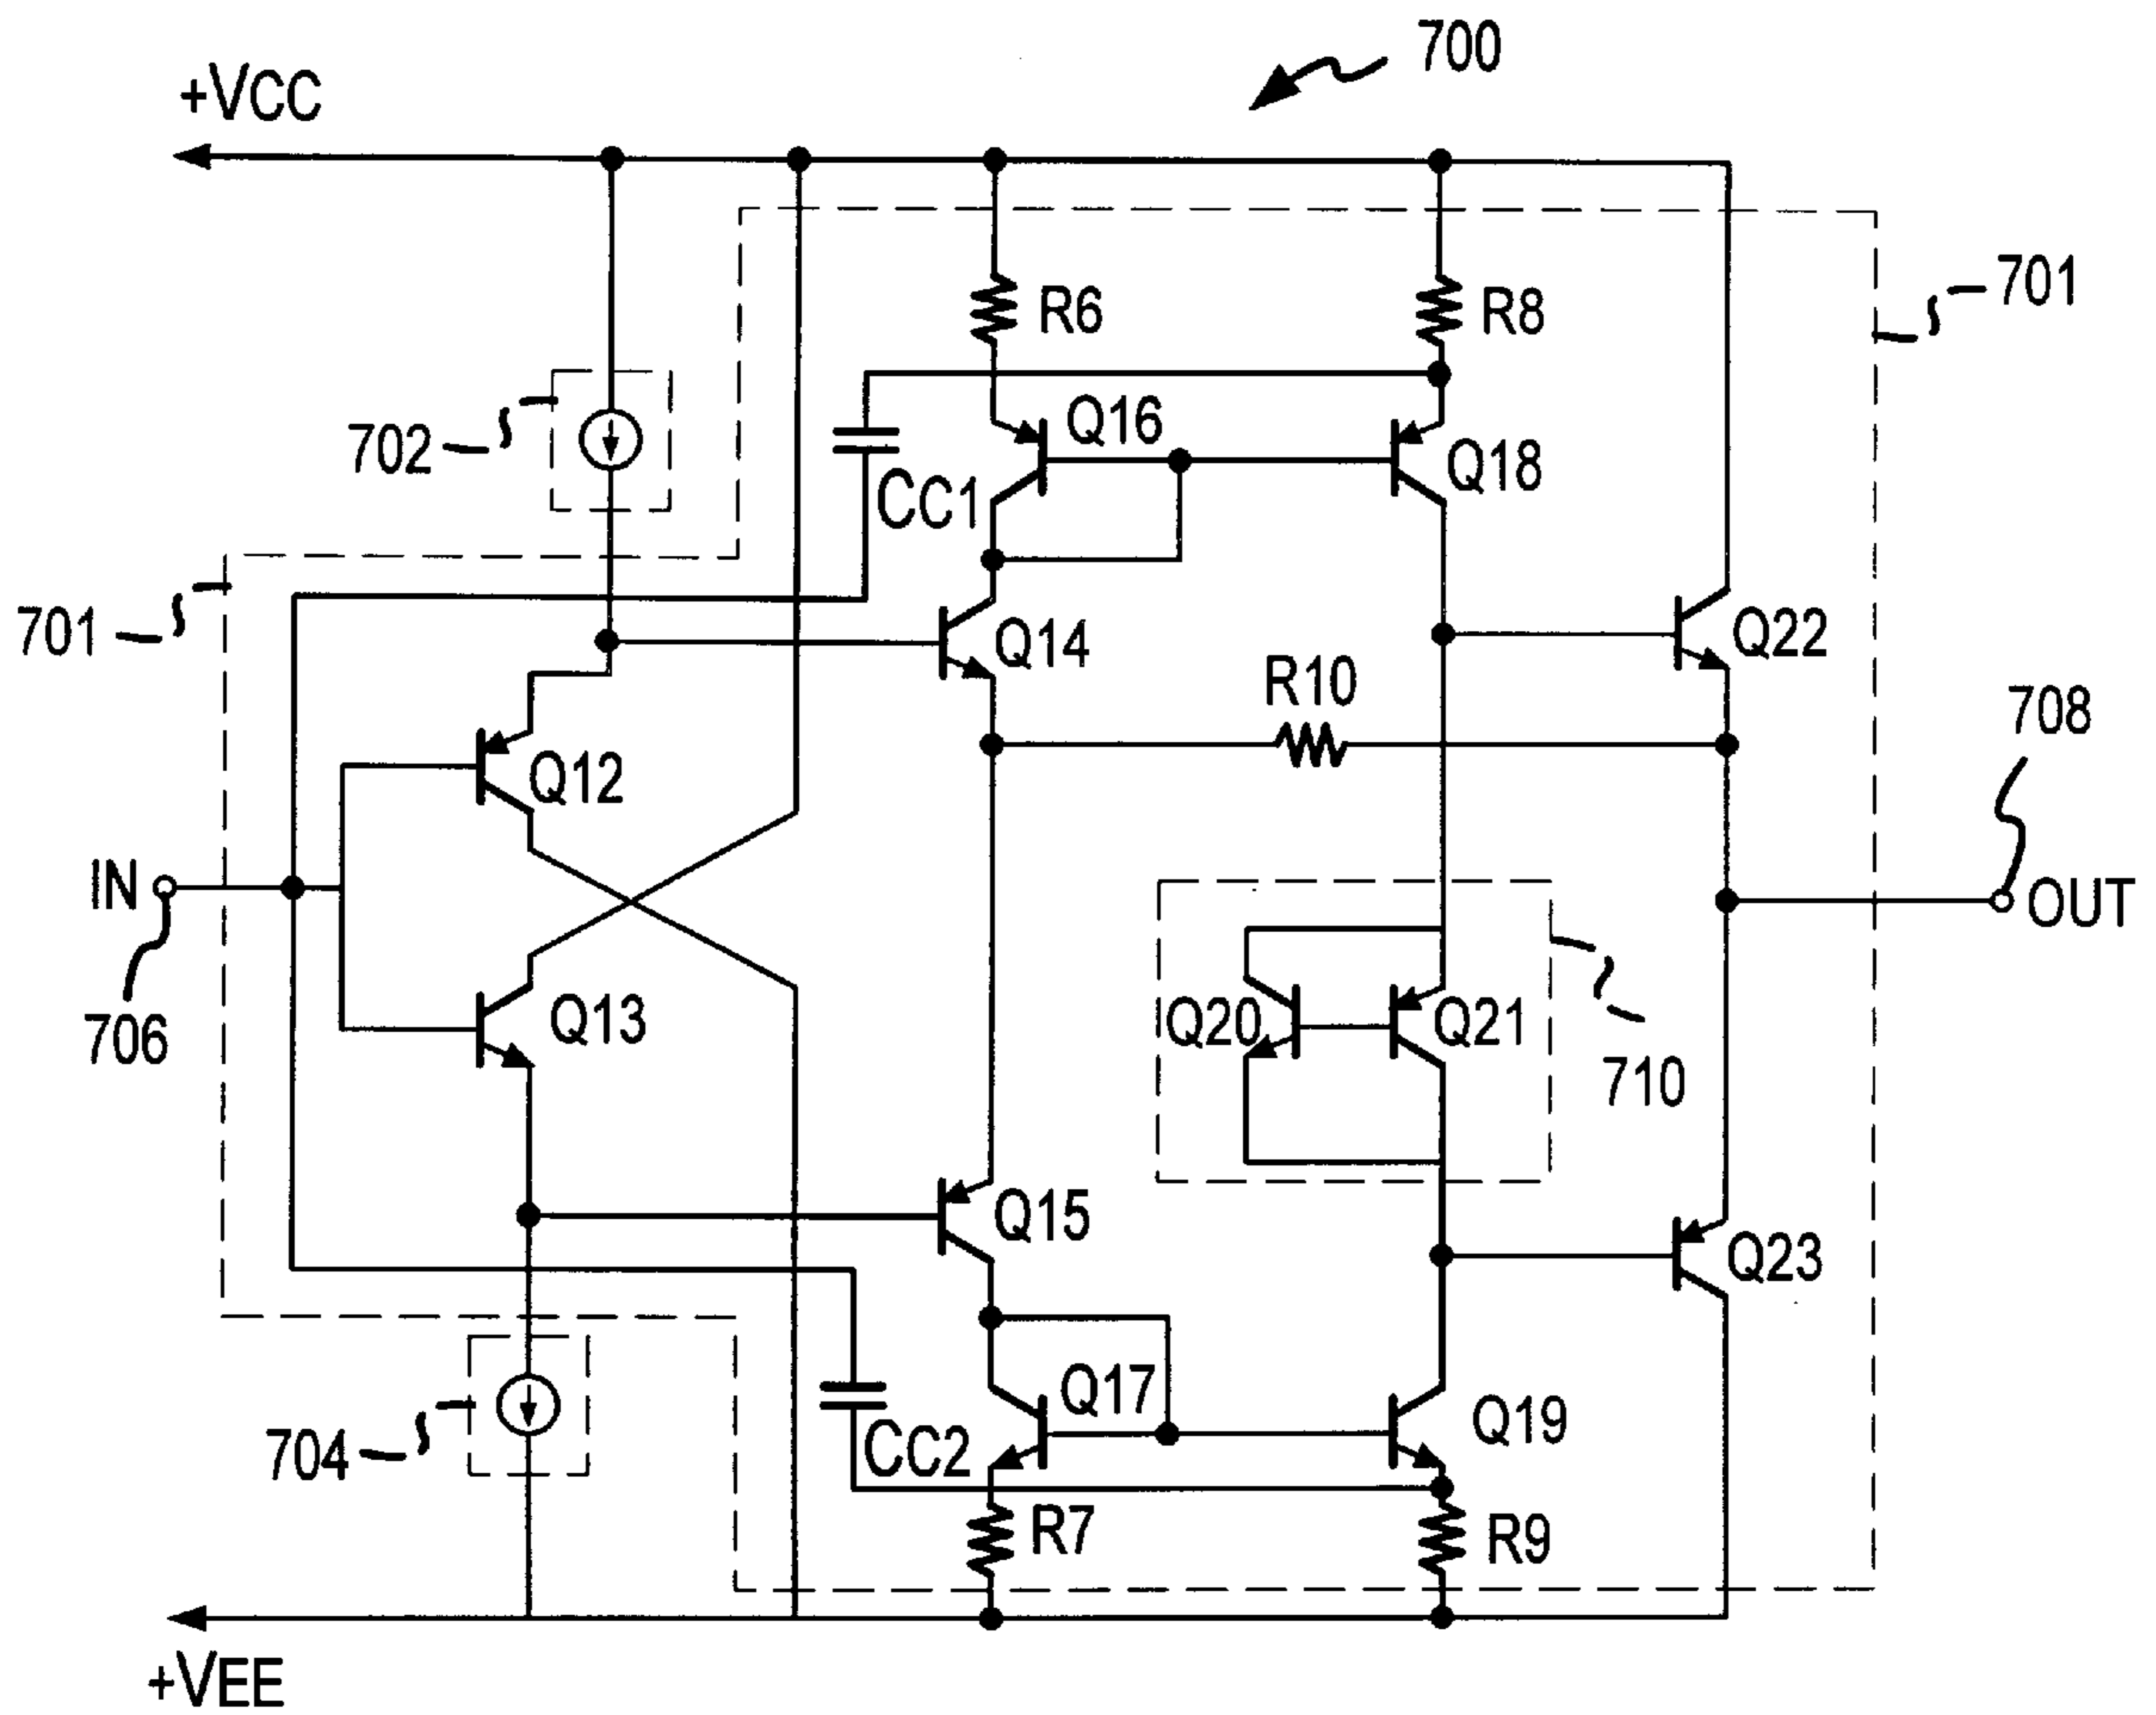 700
+VCC
701
R6
R8
Q16
702
Q18
CC1
701
Q14
Q22
R10
708
Q12
IN
OUT
Q20
Q21
Q13
706
710
Q15
Q23
Q17
Q19
704
CC2
R7
R9
+VEE